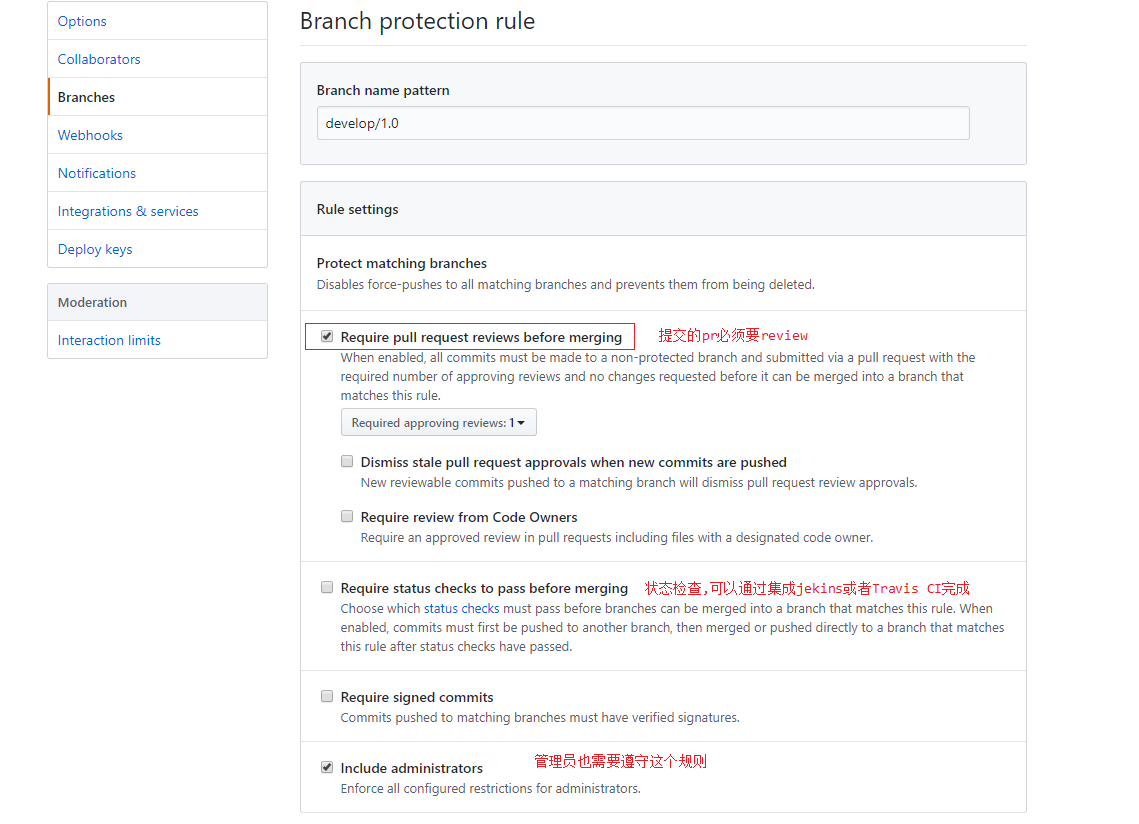 Options
Collaborators
Branches
Webhooks
Notifications
Integrations & services
Deploy keys
Moderation
Interaction limits
Branch protection rule
Branch name pattern
develop/1.0
Rule settings
Protect matching branches
Disables force-pushes to all matching branches and prevents them from being deleted.
Require pull request reviews before merging 提交的pr必须要review
When enabled, all commits must be made to a non-protected branch and submitted via a pull request with the
required number of approving reviews and no changes requested before it can be merged into a branch that
matches this rule.
Required approving reviews: 1
Dismiss stale pull request approvals when new commits are pushed
New reviewable commits pushed to a matching branch will dismiss pull request review approvals.
Require review from Code Owners
Require an approved review in pull requests including files with a designated code owner.
Require status checks to pass before merging 状态检查,可以通过集成jekins或者Travis CI完成
Choose which status checks must pass before branches can be merged into a branch that matches this rule. When
enabled, commits must first be pushed to another branch, then merged or pushed directly to a branch that matches
this rule after status checks have passed.
Require signed commits
Commits pushed to matching branches must have verified signatures.
Include administrators 管理员也需要遵守这个规则
Enforce all configured restrictions for administrators.